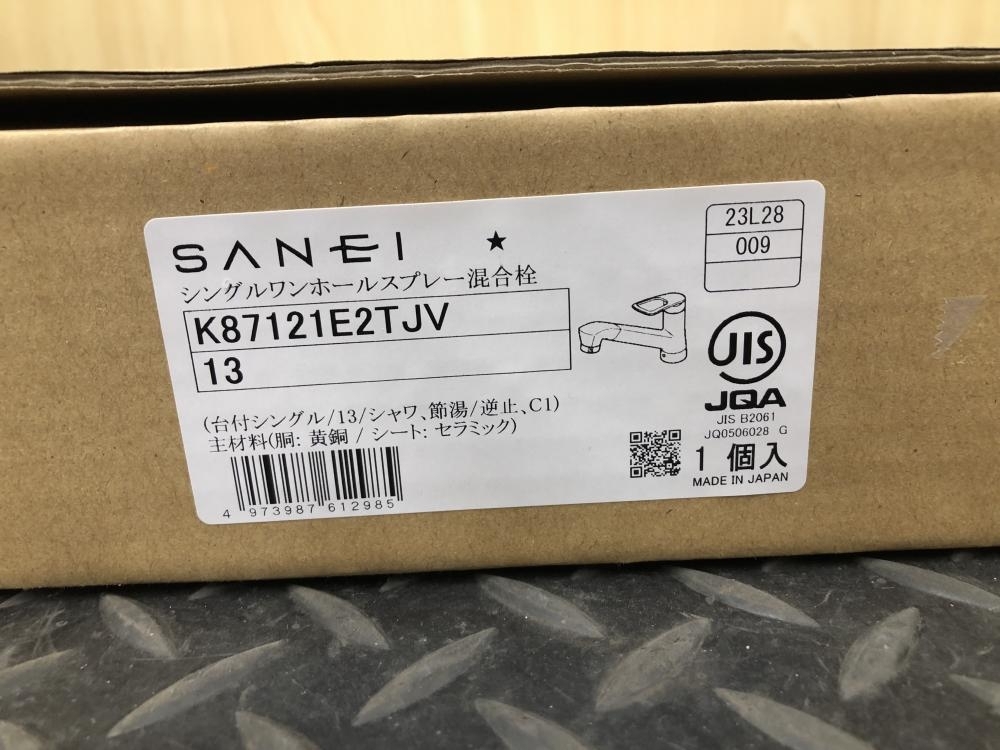 SANEI ★
シングルワンホールスプレー混合栓
K87121E2TJV
13
(台付シングル/13/シャワ、節湯/逆止、C1)
主材料(胴: 黄銅 / シート: セラミック)
4 973987 612985
23L28
009
JIS
JQA
JIS B2061
JQ0506028 G
1 個入
MADE IN JAPAN